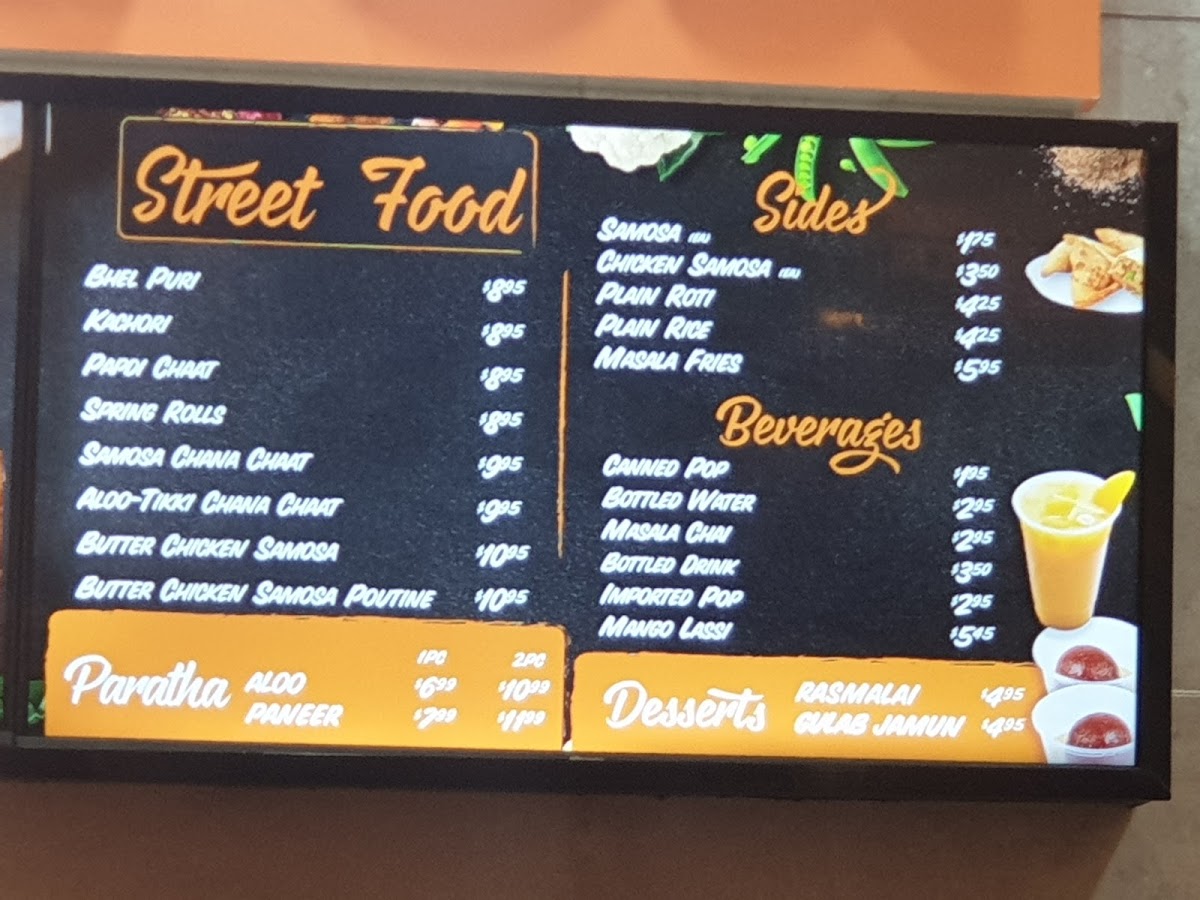 Street Food
BHEL PURI $8.95
KACHORI $8.95
PAPDI CHAAT $8.95
SPRING ROLLS $8.95
SAMOSA CHANA CHAAT $9.95
ALOO-TIKKI CHANA CHAAT $9.95
BUTTER CHICKEN SAMOSA $10.95
BUTTER CHICKEN SAMOSA POUTINE $10.95
1PC 2PC
Paratha
ALOO $6.99 $10.99
PANEER $7.99 $11.99
Sides
SAMOSA (EA) $1.75
CHICKEN SAMOSA (EA) $3.50
PLAIN ROTI $4.25
PLAIN RICE $4.25
MASALA FRIES $5.95
Beverages
CANNED POP $1.95
BOTTLED WATER $2.95
MASALA CHAI $2.95
BOTTLED DRINK $3.50
IMPORTED POP $2.95
MANGO LASSI $5.45
Desserts
RASMALAI $4.95
GULAB JAMUN $4.95